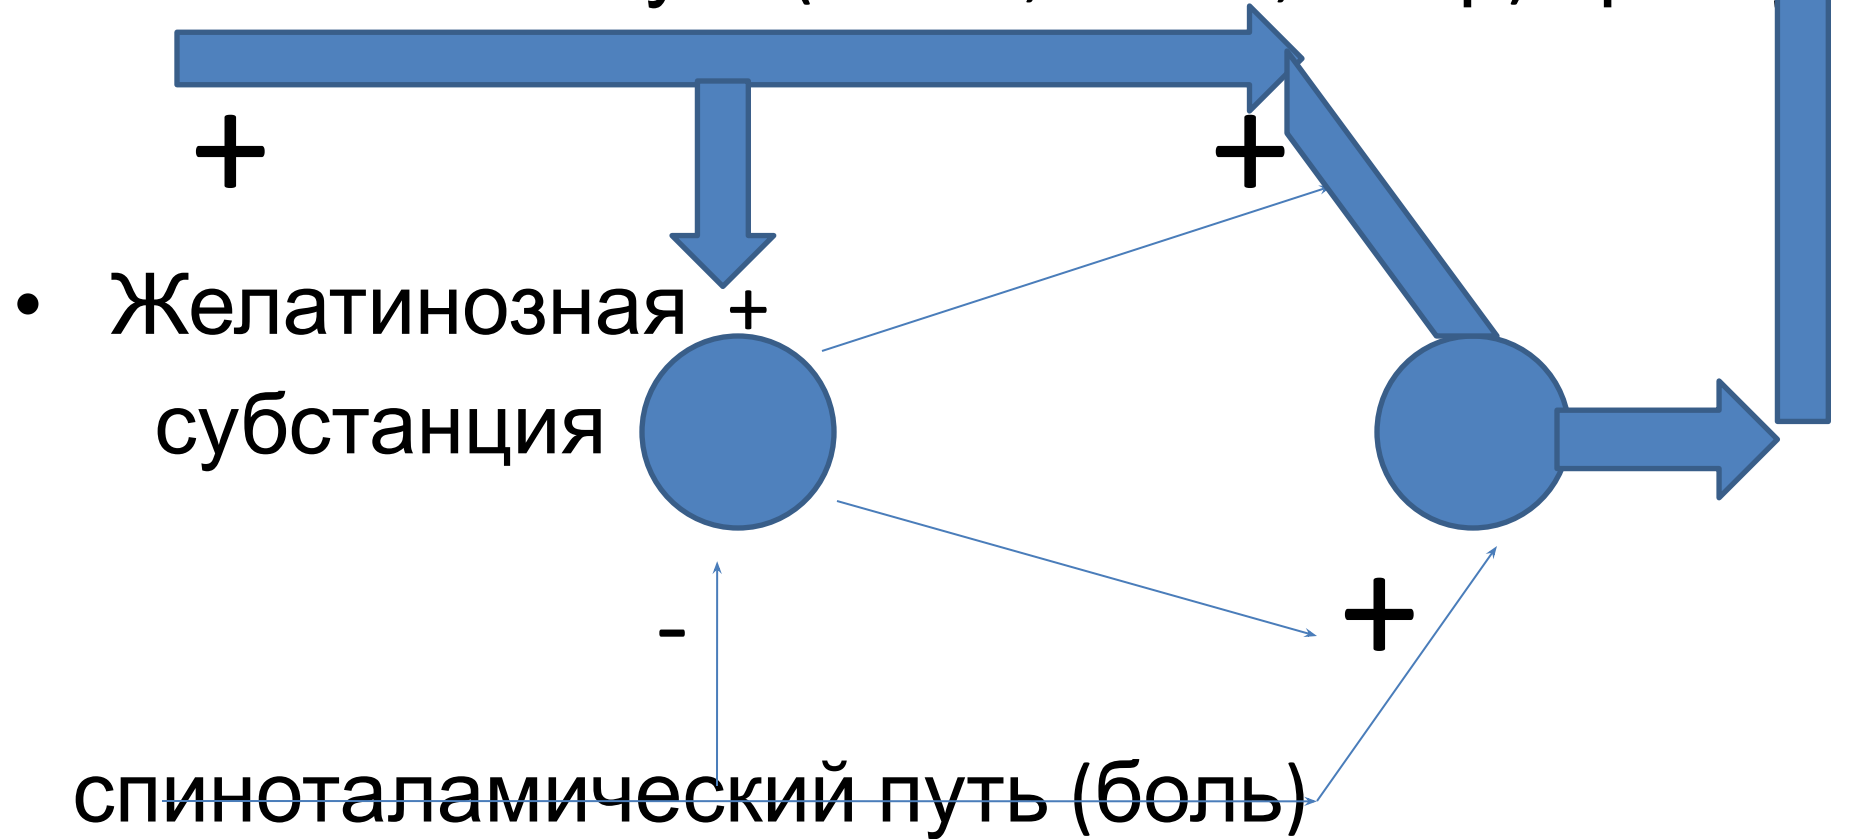 + +
• Желатинозная +
субстанция
- +
спиноталамический путь (боль)